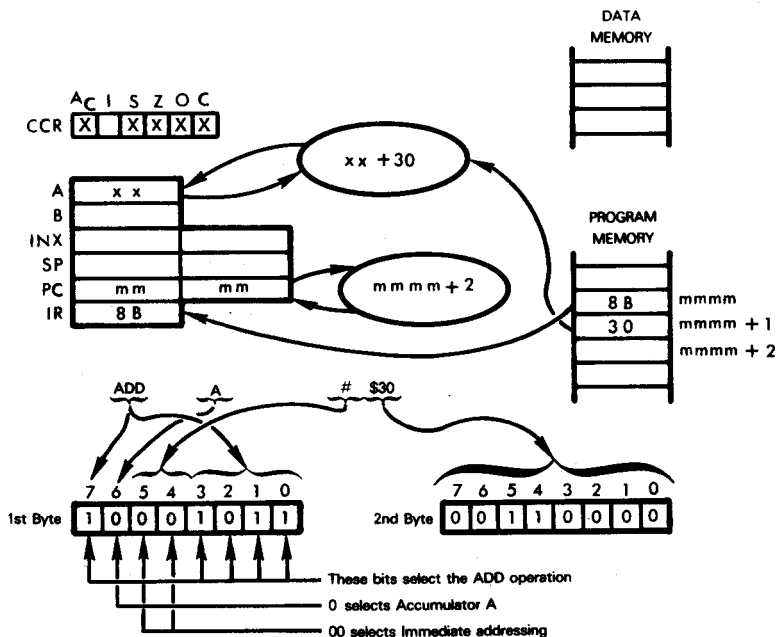 DATA
MEMORY
AC I S Z O C
CCR X X X X X
xx + 30
A xx
B
INX
SP
PC mm mm
IR 8B
mmmm + 2
PROGRAM
MEMORY
8B mmmm
30 mmmm + 1
mmmm + 2
ADD A # $30
7 6 5 4 3 2 1 0
1st Byte 1 0 0 0 1 0 1 1
7 6 5 4 3 2 1 0
2nd Byte 0 0 1 1 0 0 0 0
These bits select the ADD operation
0 selects Accumulator A
00 selects Immediate addressing